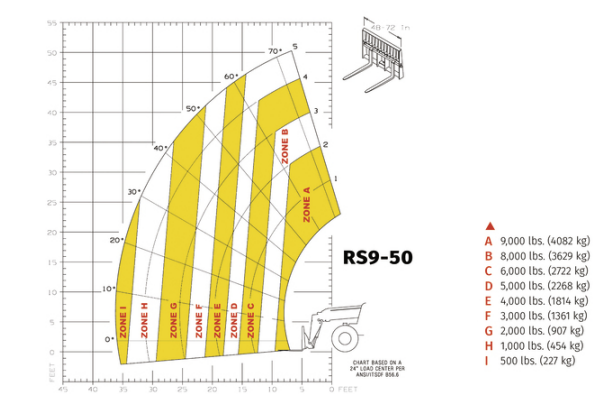 48-72 In
55
50
45
40
35
30
25
20
15
10
5
0
FEET
45
40
35
30
25
20
15
10
5
0 FEET
70°
60°
50°
40°
30°
20°
10°
0°
5
4
3
2
1
ZONE I
ZONE H
ZONE G
ZONE F
ZONE E
ZONE D
ZONE C
ZONE B
ZONE A
RS9-50
CHART BASED ON A
24" LOAD CENTER PER
ANSI/ITSDF B56.6
A 9,000 lbs. (4082 kg)
B 8,000 lbs. (3629 kg)
C 6,000 lbs. (2722 kg)
D 5,000 lbs. (2268 kg)
E 4,000 lbs. (1814 kg)
F 3,000 lbs. (1361 kg)
G 2,000 lbs. (907 kg)
H 1,000 lbs. (454 kg)
I 500 lbs. (227 kg)